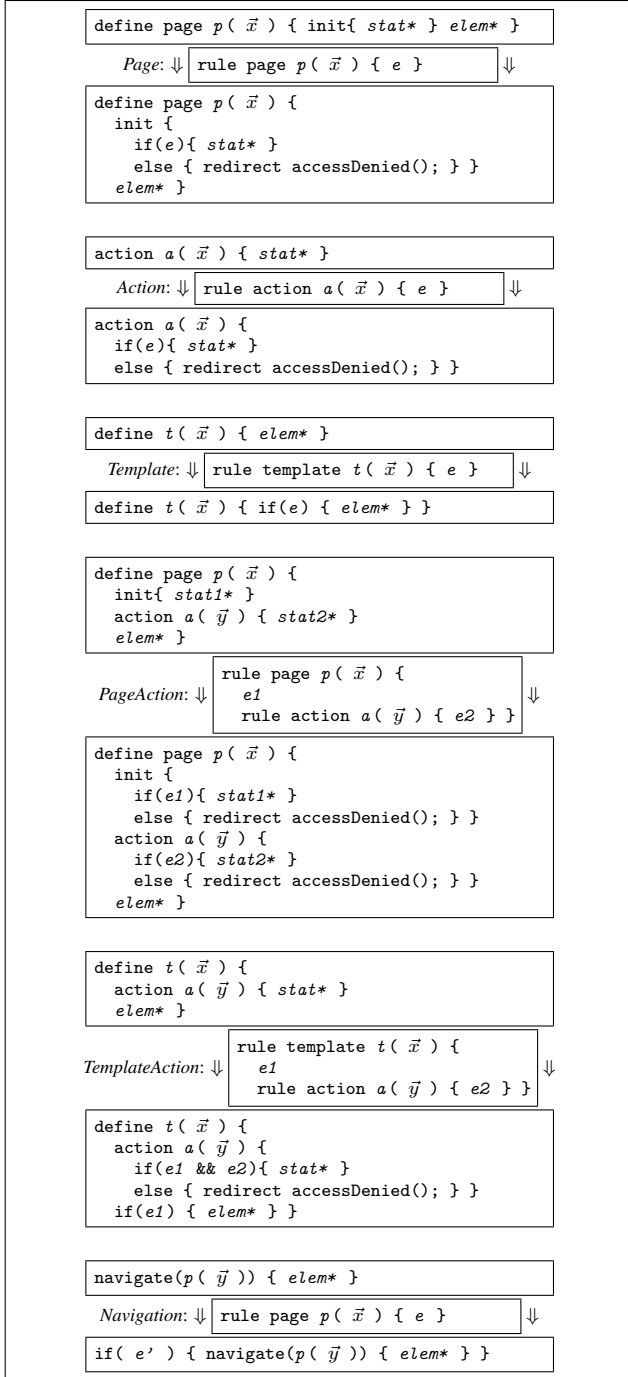 define page p( x⃗ ) { init{ stat* } elem* }
Page: ⇓ rule page p( x⃗ ) { e } ⇓
define page p( x⃗ ) {
init {
if(e){ stat* }
else { redirect accessDenied(); } }
elem* }
action a( x⃗ ) { stat* }
Action: ⇓ rule action a( x⃗ ) { e } ⇓
action a( x⃗ ) {
if(e){ stat* }
else { redirect accessDenied(); } }
define t( x⃗ ) { elem* }
Template: ⇓ rule template t( x⃗ ) { e } ⇓
define t( x⃗ ) { if(e) { elem* } }
define page p( x⃗ ) {
init{ stat1* }
action a( y⃗ ) { stat2* }
elem* }
rule page p( x⃗ ) {
PageAction: ⇓ e1 ⇓
rule action a( y⃗ ) { e2 } }
define page p( x⃗ ) {
init {
if(e1){ stat1* }
else { redirect accessDenied(); } }
action a( y⃗ ) {
if(e2){ stat2* }
else { redirect accessDenied(); } }
elem* }
define t( x⃗ ) {
action a( y⃗ ) { stat* }
elem* }
rule template t( x⃗ ) {
TemplateAction: ⇓ e1 ⇓
rule action a( y⃗ ) { e2 } }
define t( x⃗ ) {
action a( y⃗ ) {
if(e1 && e2){ stat* }
else { redirect accessDenied(); } }
if(e1) { elem* } }
navigate(p( y⃗ )) { elem* }
Navigation: ⇓ rule page p( x⃗ ) { e } ⇓
if( e' ) { navigate(p( y⃗ )) { elem* } }